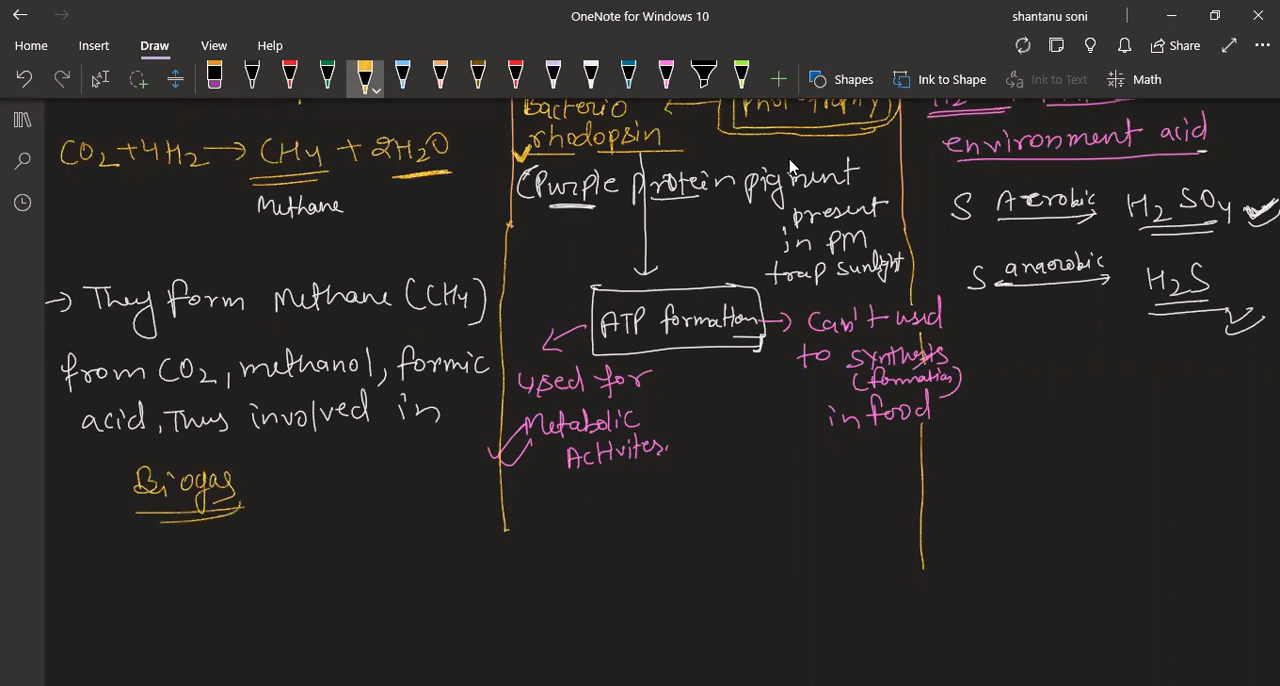 OneNote for Windows 10
shantanu soni
Home Insert Draw View Help
Share
Shapes
Ink to Shape
Ink to Text
Math
CO2+4H2→CH4 + 2H2O
Methane
→ They form Methane (CH4)
from CO2, methanol, formic
acid, Thus involved in
Biogas
Bacterio
rhodopsin
(Purple protein pigment
present
in PM
trap sunlight
ATP formation
→ Can't used
to synthesis
(formation)
in food
used for
Metabolic
Activites.
environment acid
S Aerobic H2SO4
S anaerobic H2S